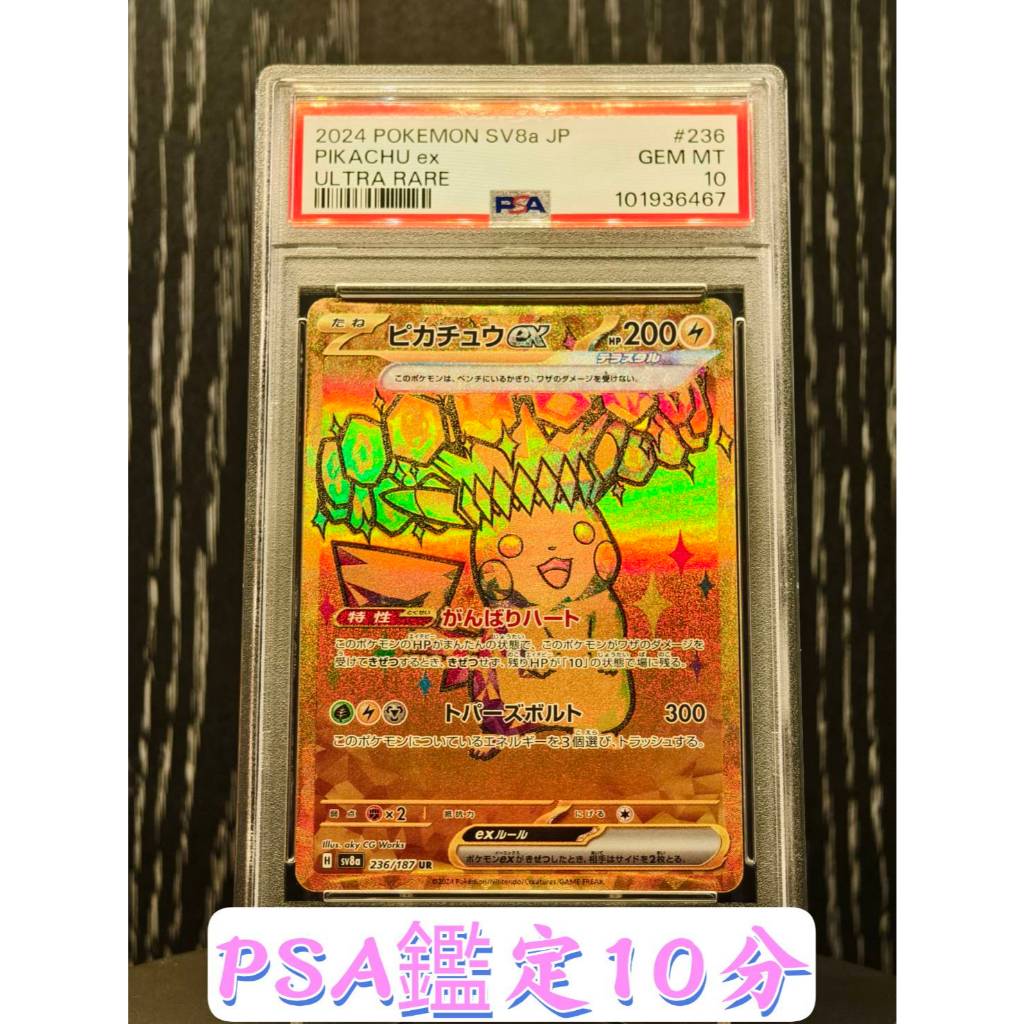 2024 POKEMON SV8a JP #236
PIKACHU ex GEM MT
ULTRA RARE 10
PSA 101936467
たね ピカチュウex HP200
テラスタル
このポケモンは、ベンチにいるかぎり、ワザのダメージを受けない。
特性 がんばりハート
このポケモンのHPがまんたんの状態で、このポケモンがワザのダメージを
受けてきぜつするとき、きぜつせず、残りHPが「10」の状態で場に残る。
トパーズボルト 300
このポケモンについているエネルギーを3個選び、トラッシュする。
弱点 ×2 抵抗力 にげる
exルール
ポケモンexがきぜつしたとき、相手はサイドを2枚とる。
Illus. aky CG Works
H sv8a 236/187 UR
©2024 Pokémon/Nintendo/Creatures/GAME FREAK.
PSA鑑定10分